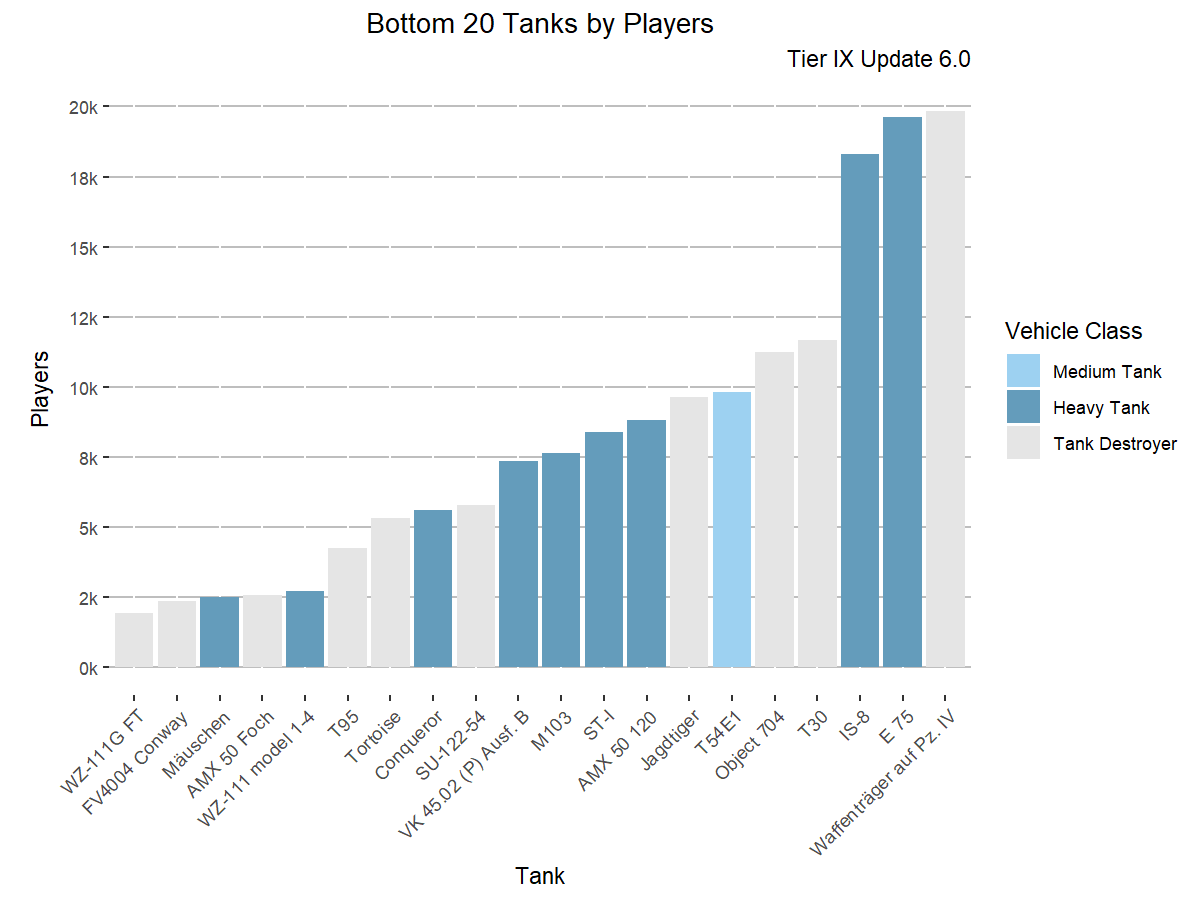 Bottom 20 Tanks by Players
Tier IX Update 6.0
20k
18k
15k
12k
10k
8k
5k
2k
0k
Players
WZ-111G FT
FV4004 Conway
Mäuschen
AMX 50 Foch
WZ-111 model 1-4
T95
Tortoise
Conqueror
SU-122-54
VK 45.02 (P) Ausf. B
M103
ST-I
AMX 50 120
Jagdtiger
T54E1
Object 704
T30
IS-8
E 75
Waffenträger auf Pz. IV
Tank
Vehicle Class
Medium Tank
Heavy Tank
Tank Destroyer